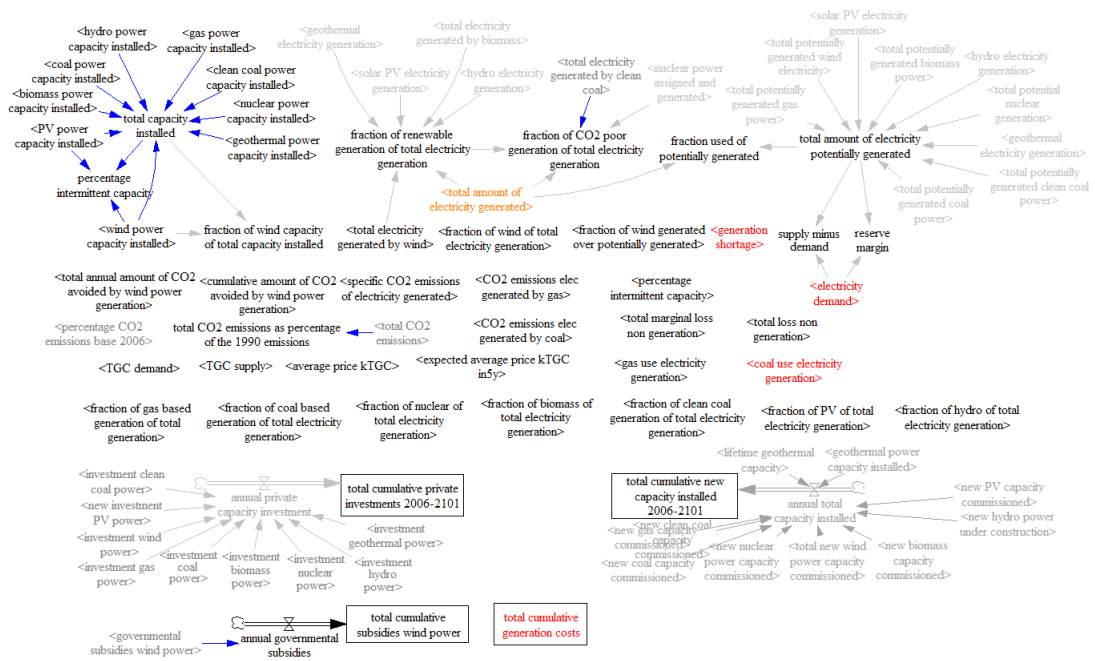 <hydro power
capacity installed>
<gas power
capacity installed>
<coal power
capacity installed>
<clean coal power
capacity installed>
<biomass power
capacity installed>
<nuclear power
capacity installed>
<PV power
capacity installed>
total capacity
installed
<geothermal power
capacity installed>
percentage
intermittent capacity
<wind power
capacity installed>
fraction of wind capacity
of total capacity installed
<geothermal
electricity generation>
<total electricity
generated by biomass>
<solar PV electricity
generation>
<hydro electricity
generation>
<total electricity
generated by clean
coal>
<nuclear power
assigned and
generated>
fraction of renewable
generation of total electricity
generation
fraction of CO2 poor
generation of total electricity
generation
fraction used of
potentially generated
<total amount of
electricity generated>
<total electricity
generated by wind>
<fraction of wind of total
electricity generation>
<fraction of wind generated
over potentially generated>
<generation
shortage>
<solar PV electricity
generation>
<total potentially
generated wind
electricity>
<total potentially
generated biomass
power>
<hydro electricity
generation>
<total potentially
generated gas
power>
<total potential
nuclear
generation>
total amount of electricity
potentially generated
<geothermal
electricity generation>
<total potentially
generated clean coal
power>
<total potentially
generated coal
power>
supply minus
demand
reserve
margin
<electricity
demand>
<total annual amount of CO2
avoided by wind power
generation>
<cumulative amount of CO2
avoided by wind power
generation>
<specific CO2 emissions
of electricity generated>
<CO2 emissions elec
generated by gas>
<percentage
intermittent capacity>
<percentage CO2
emissions base 2006>
total CO2 emissions as percentage
of the 1990 emissions
<total CO2
emissions>
<CO2 emissions elec
generated by coal>
<total marginal loss
non generation>
<total loss non
generation>
<TGC demand>
<TGC supply>
<average price kTGC>
<expected average price kTGC
in5y>
<gas use electricity
generation>
<coal use electricity
generation>
<fraction of gas based
generation of total
generation>
<fraction of coal based
generation of total electricity
generation>
<fraction of nuclear of
total electricity
generation>
<fraction of biomass of
total electricity
generation>
<fraction of clean coal
generation of total electricity
generation>
<fraction of PV of total
electricity generation>
<fraction of hydro of total
electricity generation>
<investment clean
coal power>
<new investment
PV power>
<investment wind
power>
<investment gas
power>
<investment
coal
power>
<investment
biomass
power>
<investment
nuclear
power>
<investment
hydro
power>
<investment
geothermal power>
annual private
capacity investment
total cumulative private
investments 2006-2101
total cumulative new
capacity installed
2006-2101
<lifetime geothermal
capacity>
<geothermal power
capacity installed>
annual total
capacity installed
<new PV capacity
commissioned>
<new hydro power
under construction>
<new clean coal
capacity
commissioned>
<new gas capacity
commissioned>
<new coal capacity
commissioned>
<new nuclear
power capacity
commissioned>
<total new wind
power capacity
commissioned>
<new biomass
capacity
commissioned>
<governmental
subsidies wind power>
annual governmental
subsidies
total cumulative
subsidies wind power
total cumulative
generation costs